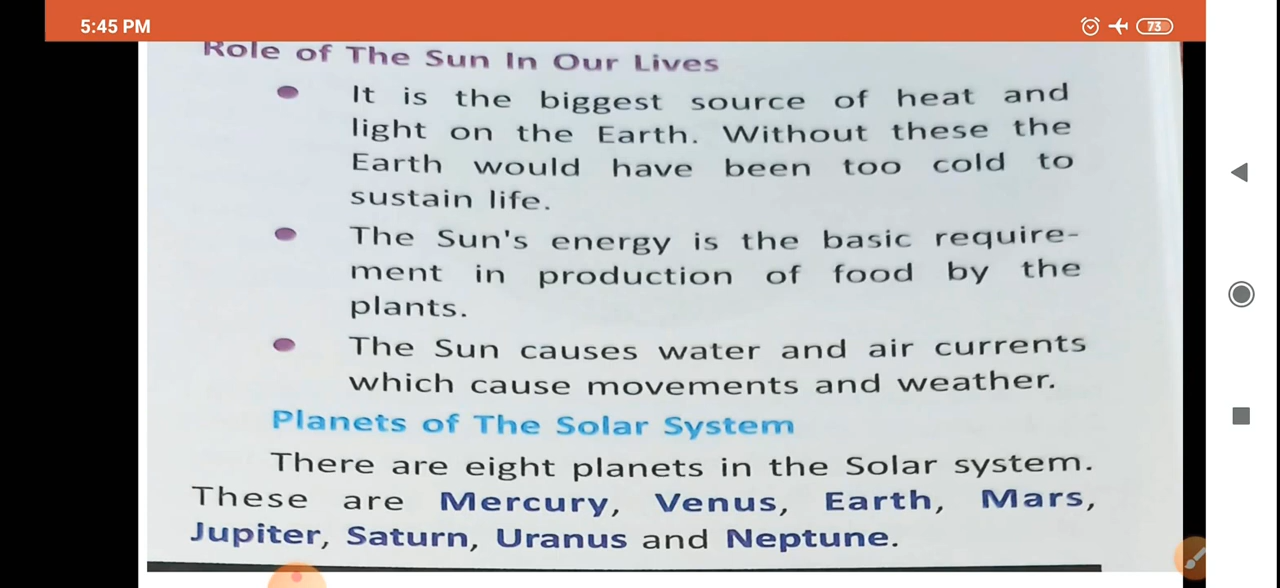 5:45 PM
73
Role of The Sun In Our Lives
It is the biggest source of heat and
light on the Earth. Without these the
Earth would have been too cold to
sustain life.
The Sun's energy is the basic require-
ment in production of food by the
plants.
The Sun causes water and air currents
which cause movements and weather.
Planets of The Solar System
There are eight planets in the Solar system.
These are Mercury, Venus, Earth, Mars,
Jupiter, Saturn, Uranus and Neptune.